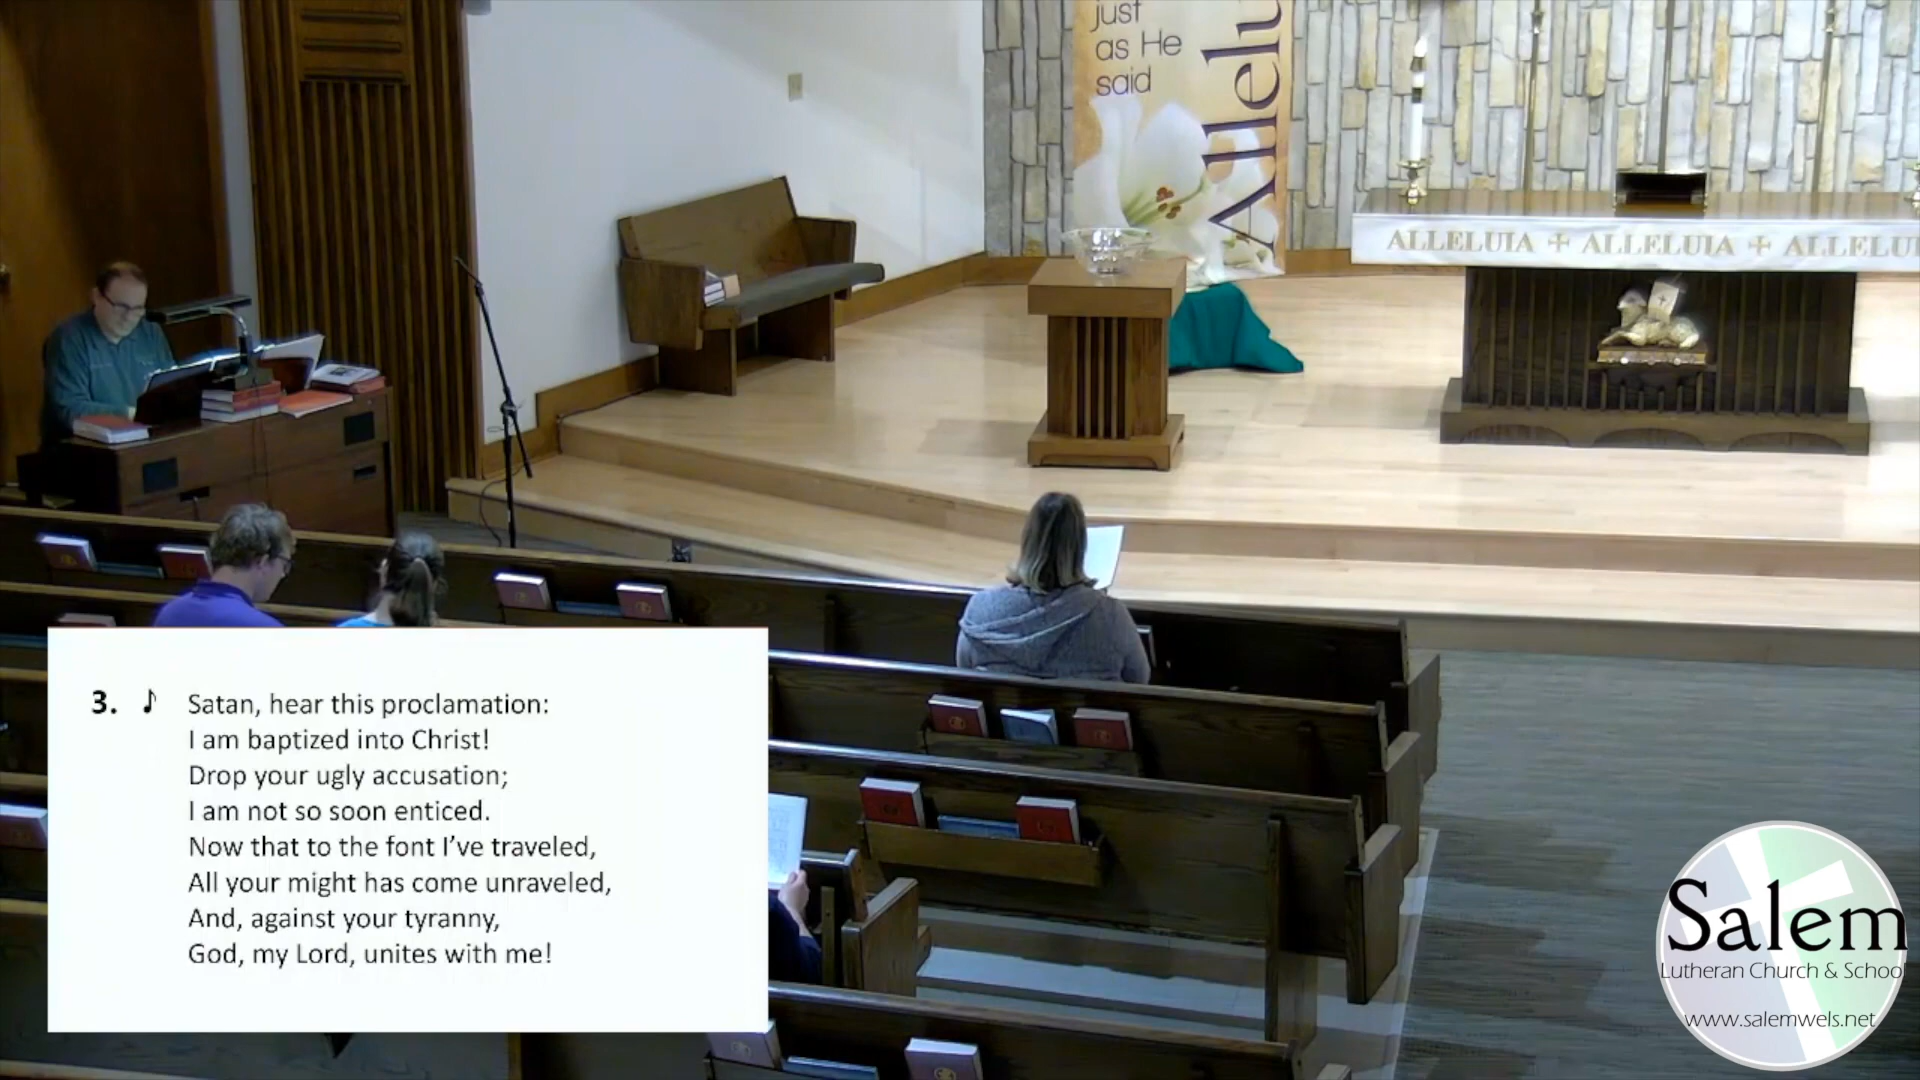 just
as He
said
Allelu
ALLELUIA + ALLELUIA + ALLELU
3. ♪ Satan, hear this proclamation:
I am baptized into Christ!
Drop your ugly accusation;
I am not so soon enticed.
Now that to the font I've traveled,
All your might has come unraveled,
And, against your tyranny,
God, my Lord, unites with me!
Salem
Lutheran Church & School
www.salemwels.net